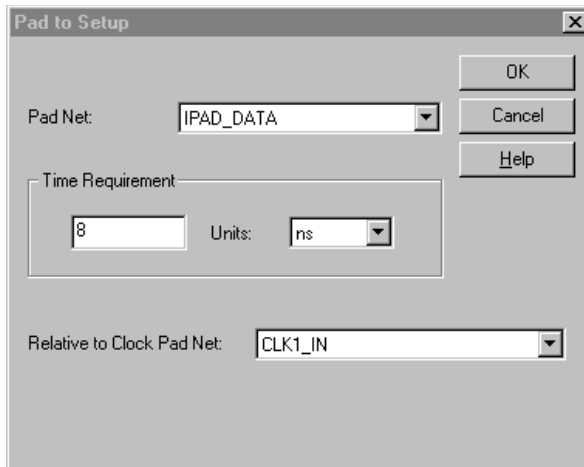 Pad to Setup
OK
Pad Net: IPAD_DATA
Cancel
Help
Time Requirement
8 Units: ns
Relative to Clock Pad Net: CLK1_IN